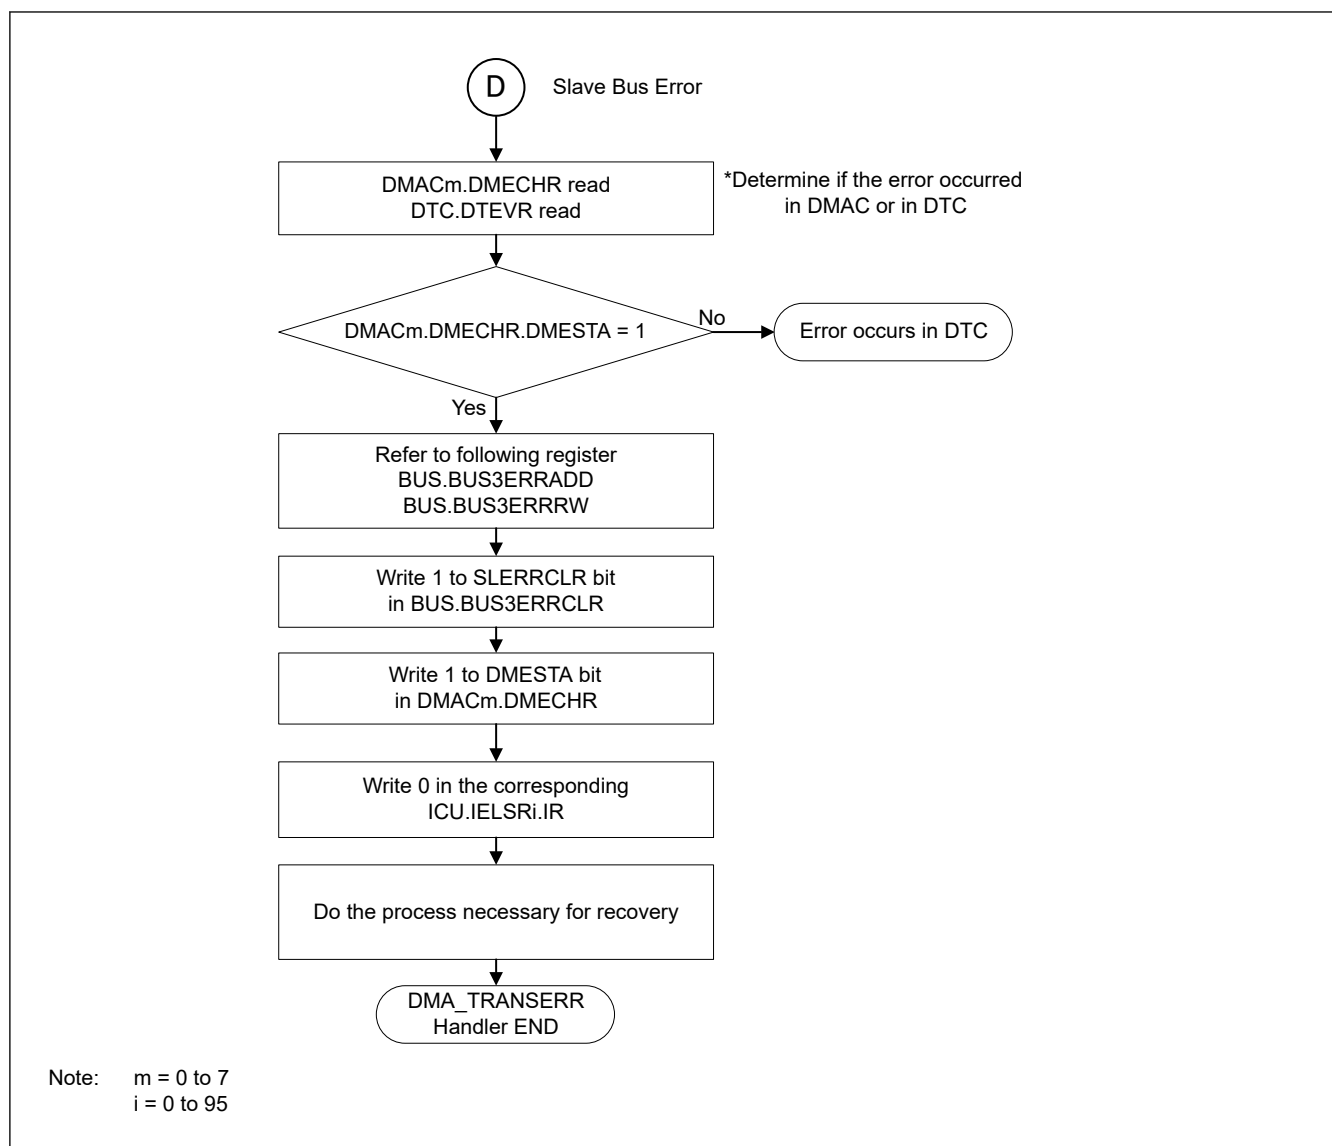 D
Slave Bus Error
DMACm.DMECHR read
DTC.DTEVR read
*Determine if the error occurred
in DMAC or in DTC
DMACm.DMECHR.DMESTA = 1
No
Error occurs in DTC
Yes
Refer to following register
BUS.BUS3ERRADD
BUS.BUS3ERRRW
Write 1 to SLERRCLR bit
in BUS.BUS3ERRCLR
Write 1 to DMESTA bit
in DMACm.DMECHR
Write 0 in the corresponding
ICU.IELSRi.IR
Do the process necessary for recovery
DMA_TRANSERR
Handler END
Note: m = 0 to 7
i = 0 to 95